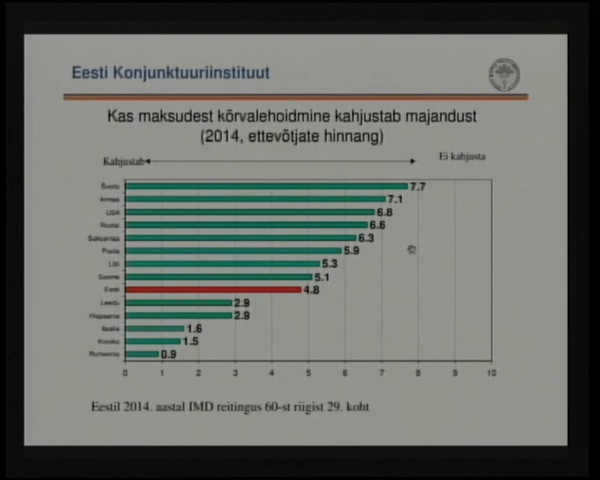 Eesti Konjunktuuriinstituut
Kas maksudest kõrvalehoidmine kahjustab majandust
(2014, ettevõtjate hinnang)
Kahjustab
Ei kahjusta
7.7
7.1
USA 6.8
6.6
Saksamaa 6.3
Poola 5.9
Läti 5.3
Soome 5.1
Eesti 4.8
Leedu 2.9
Hispaania 2.9
Itaalia 1.6
Kreeka 1.5
Rumeenia 0.9
0 1 2 3 4 5 6 7 8 9 10
Eestil 2014. aastal IMD reitingus 60-st riigist 29. koht